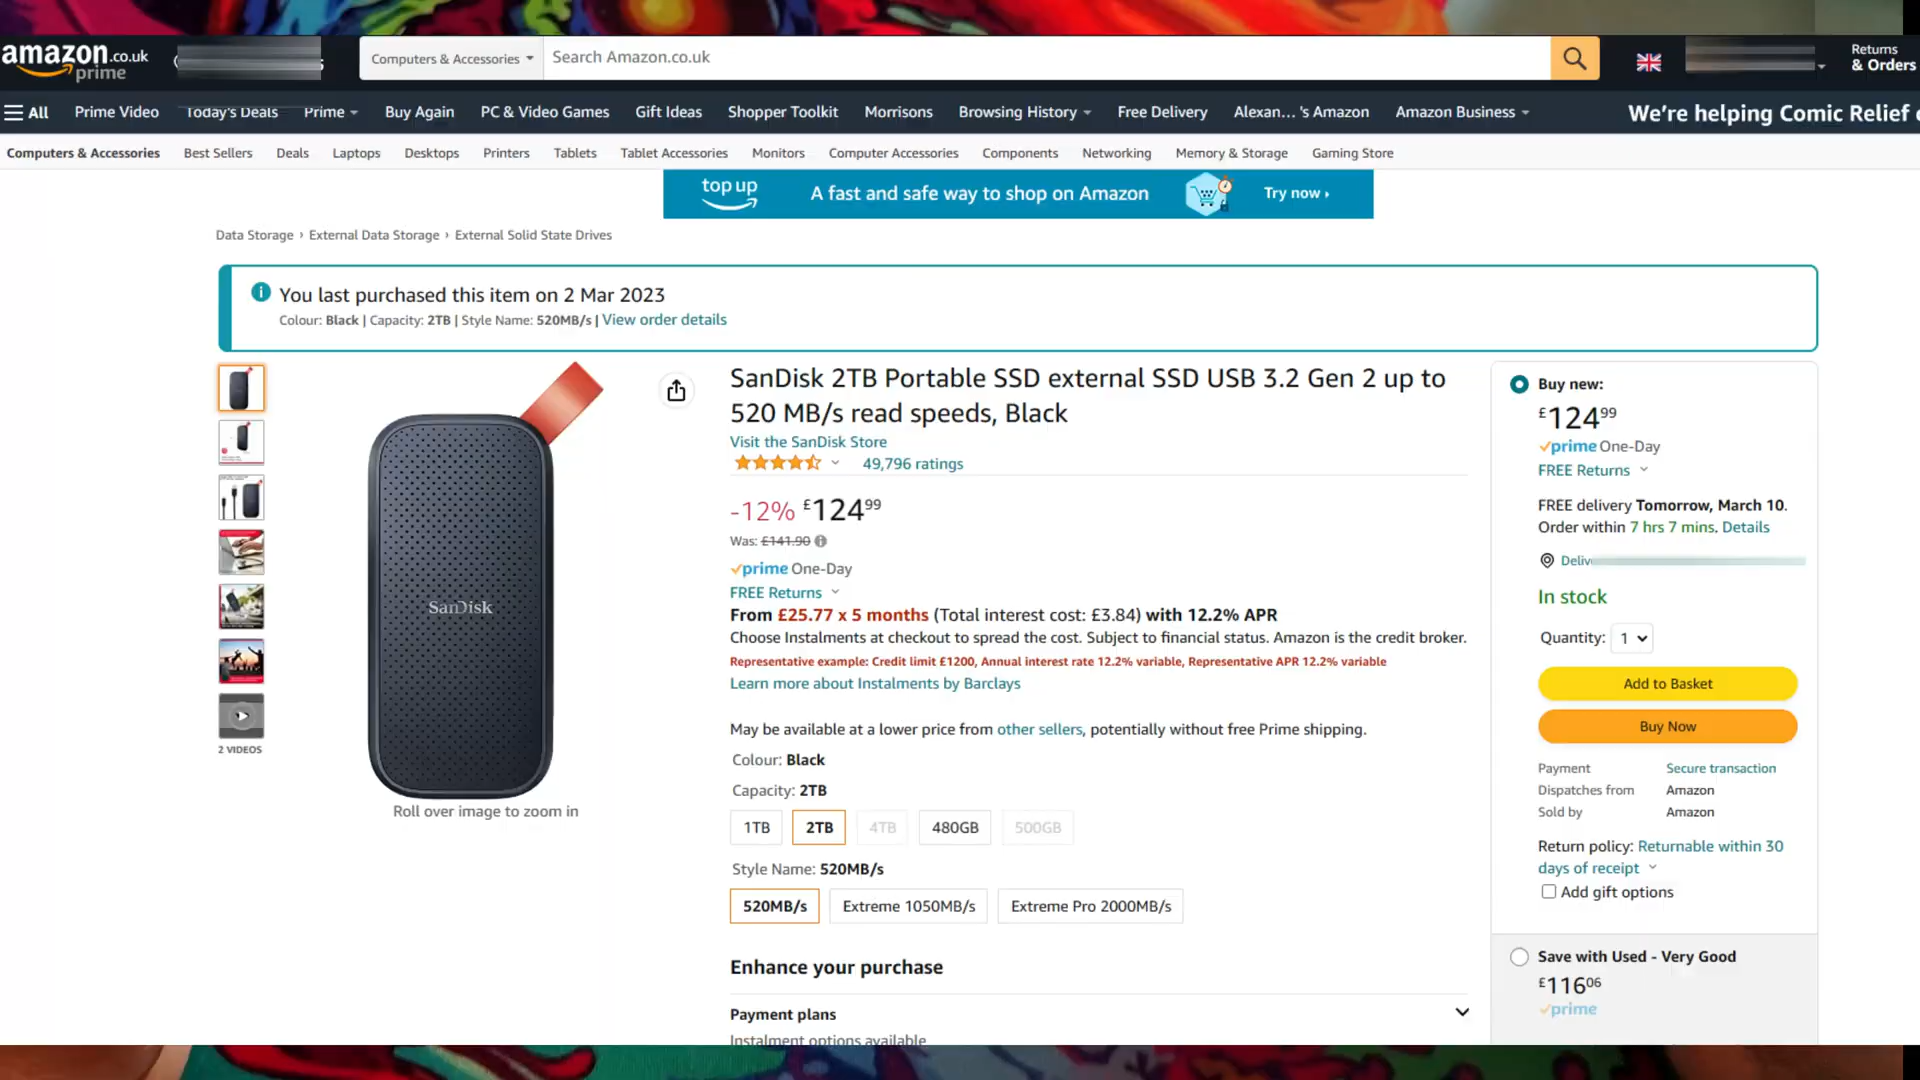 amazon.co.uk
prime
Computers & Accessories
Search Amazon.co.uk
Returns
& Orders
All
Prime Video
Today's Deals
Prime
Buy Again
PC & Video Games
Gift Ideas
Shopper Toolkit
Morrisons
Browsing History
Free Delivery
Alexan... 's Amazon
Amazon Business
We're helping Comic Relief
Computers & Accessories
Best Sellers
Deals
Laptops
Desktops
Printers
Tablets
Tablet Accessories
Monitors
Computer Accessories
Components
Networking
Memory & Storage
Gaming Store
top up
A fast and safe way to shop on Amazon
Try now ›
Data Storage › External Data Storage › External Solid State Drives
You last purchased this item on 2 Mar 2023
Colour: Black | Capacity: 2TB | Style Name: 520MB/s | View order details
2 VIDEOS
SanDisk
Roll over image to zoom in
SanDisk 2TB Portable SSD external SSD USB 3.2 Gen 2 up to
520 MB/s read speeds, Black
Visit the SanDisk Store
49,796 ratings
-12% £124.99
Was: £141.90
prime One-Day
FREE Returns
From £25.77 x 5 months (Total interest cost: £3.84) with 12.2% APR
Choose Instalments at checkout to spread the cost. Subject to financial status. Amazon is the credit broker.
Representative example: Credit limit £1200, Annual interest rate 12.2% variable, Representative APR 12.2% variable
Learn more about Instalments by Barclays
May be available at a lower price from other sellers, potentially without free Prime shipping.
Colour: Black
Capacity: 2TB
1TB
2TB
4TB
480GB
500GB
Style Name: 520MB/s
520MB/s
Extreme 1050MB/s
Extreme Pro 2000MB/s
Enhance your purchase
Payment plans
Instalment options available
Buy new:
£124.99
prime One-Day
FREE Returns
FREE delivery Tomorrow, March 10.
Order within 7 hrs 7 mins. Details
In stock
Quantity: 1
Add to Basket
Buy Now
Payment Secure transaction
Dispatches from Amazon
Sold by Amazon
Return policy: Returnable within 30
days of receipt
Add gift options
Save with Used - Very Good
£116.06
prime